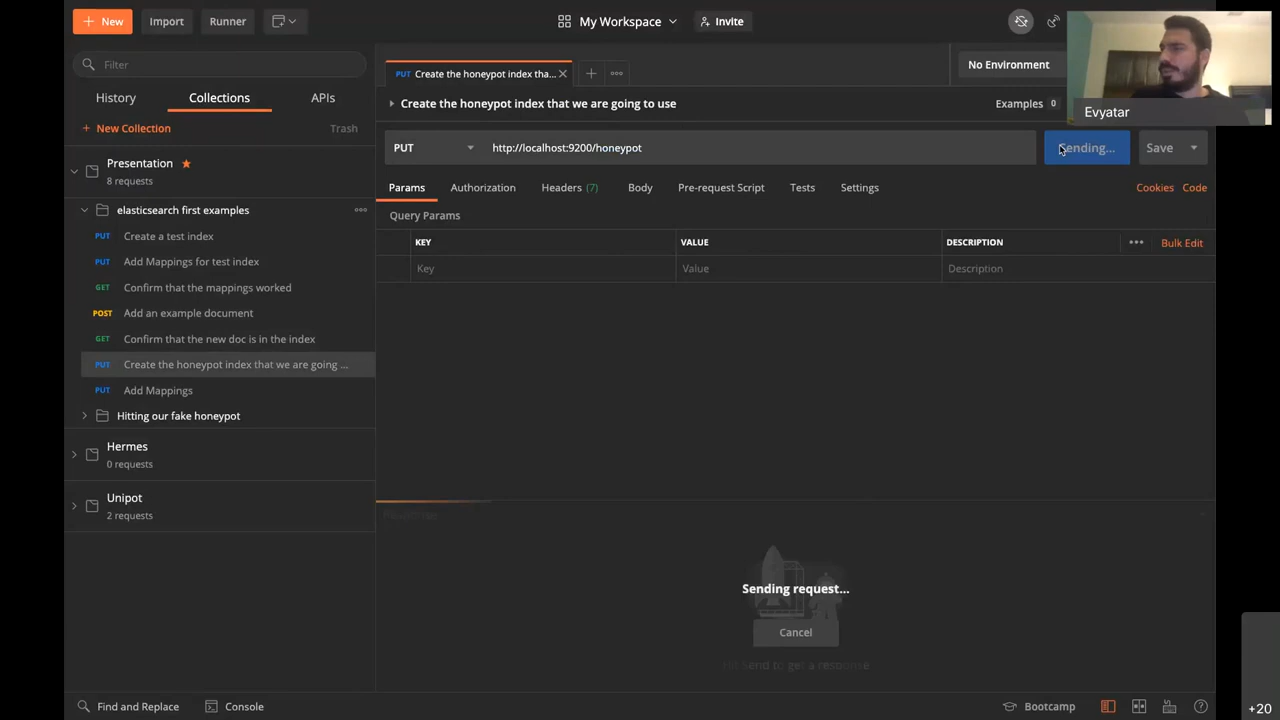 New
Import
Runner
My Workspace
Invite
Filter
History
Collections
APIs
New Collection
Trash
Presentation
8 requests
elasticsearch first examples
PUT Create a test index
PUT Add Mappings for test index
GET Confirm that the mappings worked
POST Add an example document
GET Confirm that the new doc is in the index
PUT Create the honeypot index that we are going ...
PUT Add Mappings
Hitting our fake honeypot
Hermes
0 requests
Unipot
2 requests
PUT Create the honeypot index tha...
No Environment
Evyatar
Create the honeypot index that we are going to use
Examples 0
PUT
http://localhost:9200/honeypot
Sending...
Save
Params
Authorization
Headers (7)
Body
Pre-request Script
Tests
Settings
Cookies
Code
Query Params
KEY
VALUE
DESCRIPTION
Bulk Edit
Key
Value
Description
Response
Sending request...
Cancel
Hit Send to get a response
Find and Replace
Console
Bootcamp
+20